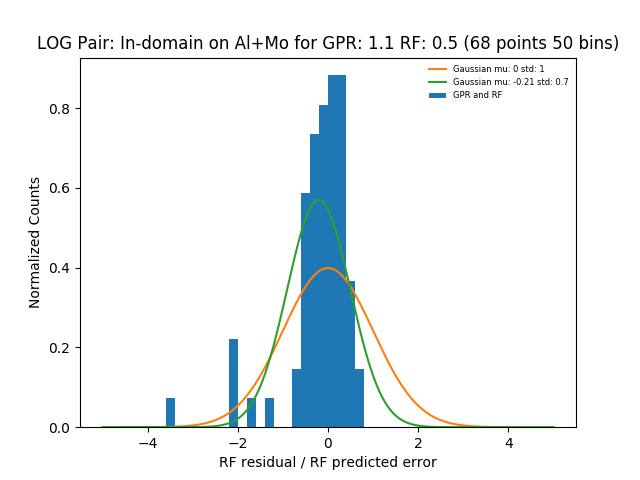 LOG Pair: In-domain on Al+Mo for GPR: 1.1 RF: 0.5 (68 points 50 bins)
Gaussian mu: 0 std: 1
Gaussian mu: -0.21 std: 0.7
GPR and RF
Normalized Counts
0.8
0.6
0.4
0.2
0.0
−4
−2
0
2
4
RF residual / RF predicted error